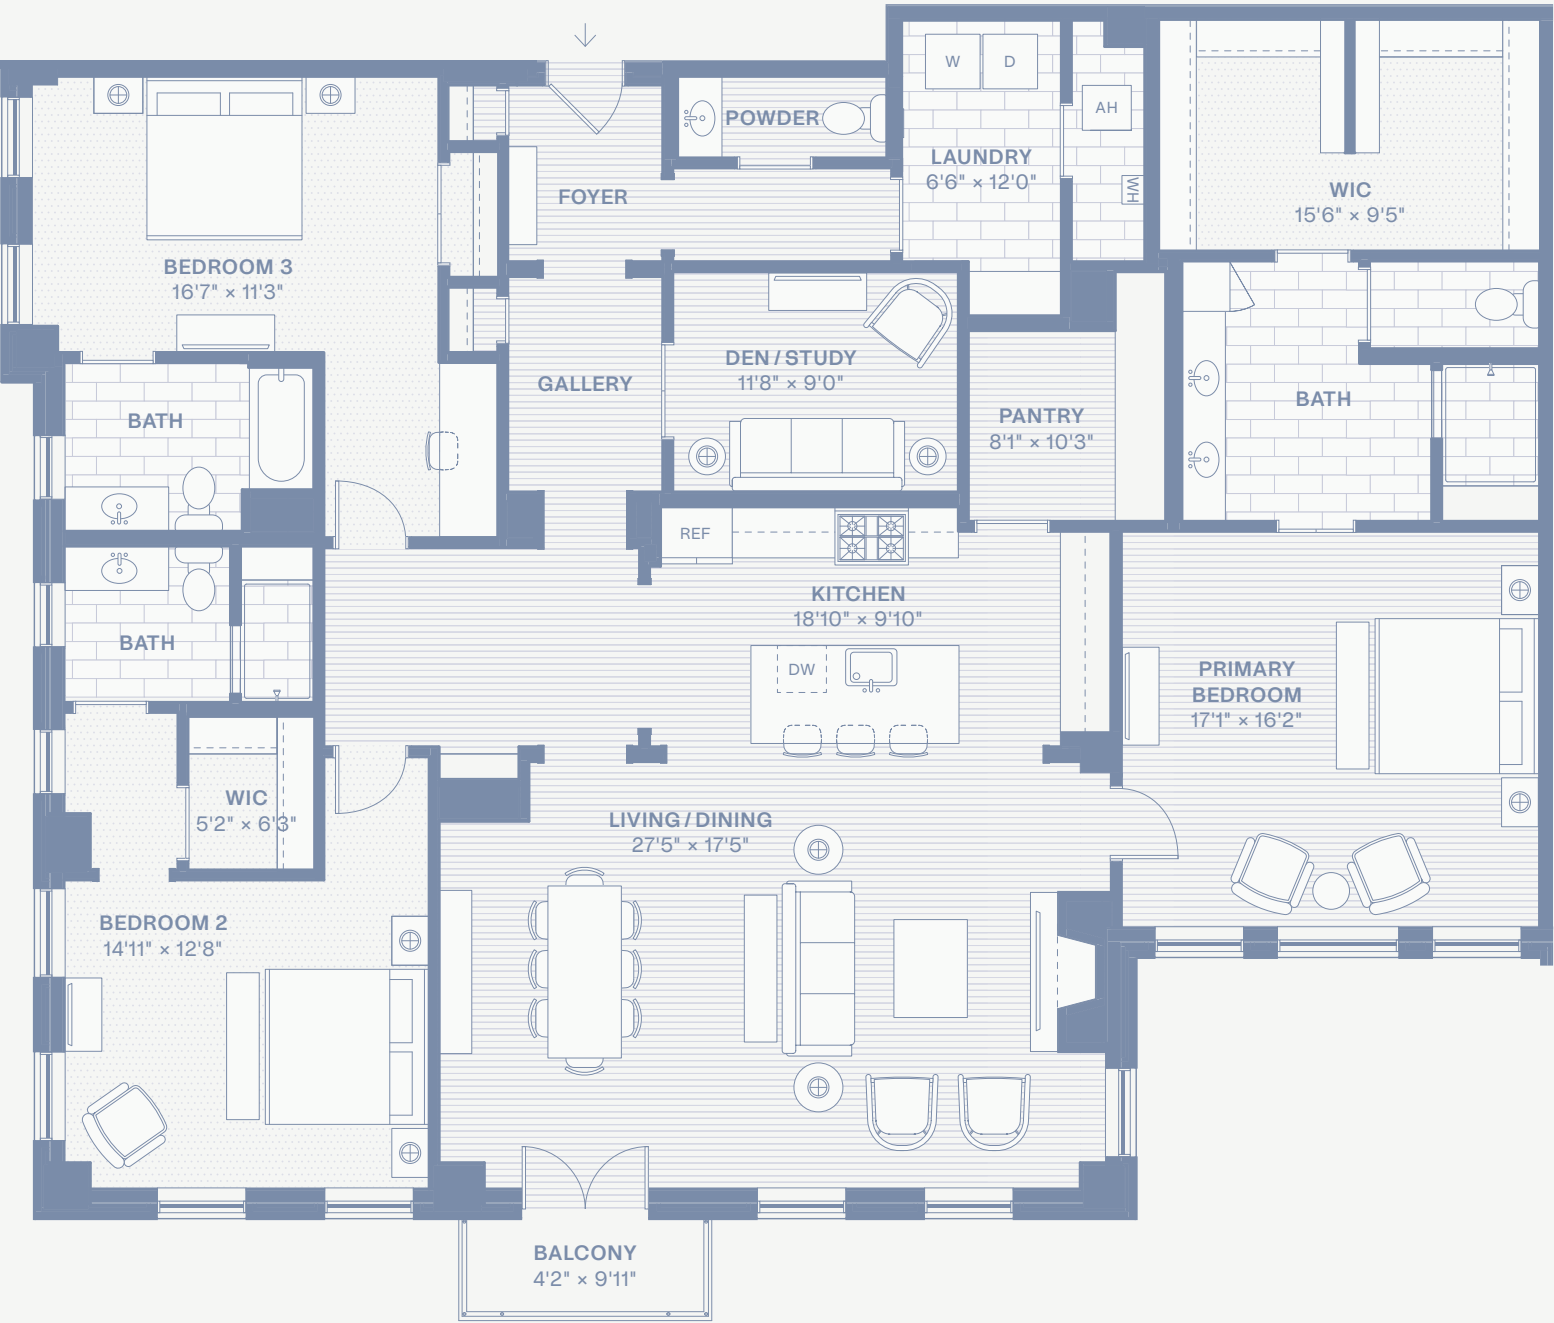 W
D
AH
WH
POWDER
LAUNDRY
6'6" × 12'0"
WIC
15'6" × 9'5"
FOYER
BEDROOM 3
16'7" × 11'3"
GALLERY
DEN / STUDY
11'8" × 9'0"
PANTRY
8'1" × 10'3"
BATH
BATH
REF
KITCHEN
18'10" × 9'10"
DW
BATH
PRIMARY
BEDROOM
17'1" × 16'2"
WIC
5'2" × 6'3"
LIVING / DINING
27'5" × 17'5"
BEDROOM 2
14'11" × 12'8"
BALCONY
4'2" × 9'11"